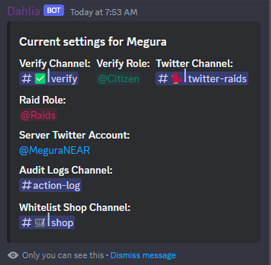 Dahlia BOT Today at 7:53 AM
Current settings for Megura
Verify Channel: Verify Role: Twitter Channel:
# ✅|verify @Citizen # 🐦|twitter-raids
Raid Role:
@Raids
Server Twitter Account:
@MeguraNEAR
Audit Logs Channel:
# action-log
Whitelist Shop Channel:
# 🛒|shop
Only you can see this • Dismiss message